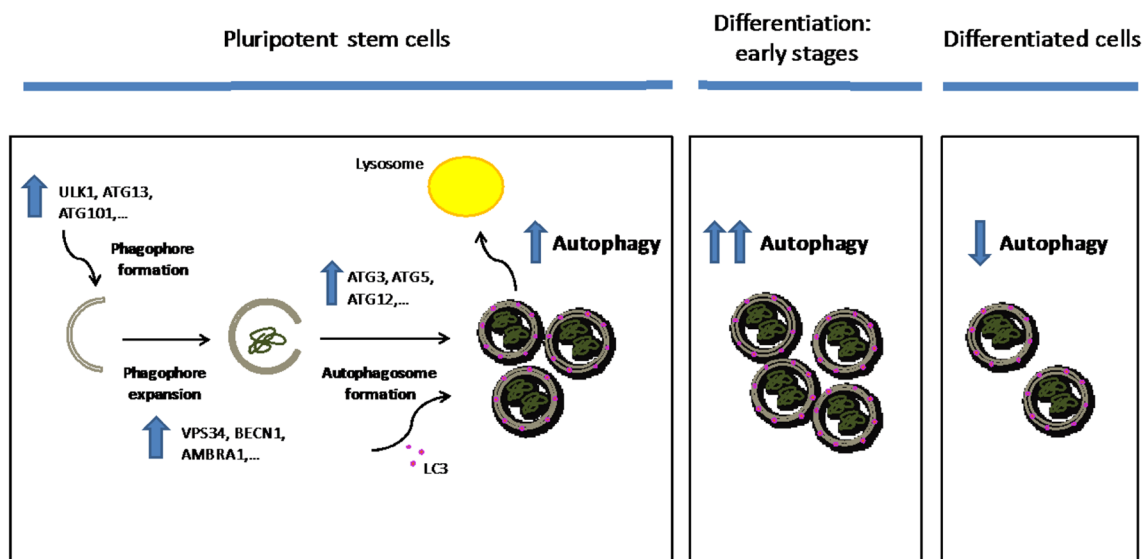 Pluripotent stem cells
Differentiation:
early stages
Differentiated cells
Lysosome
ULK1, ATG13,
ATG101,...
Phagophore
formation
ATG3, ATG5,
ATG12,...
Autophagy
Phagophore
expansion
Autophagosome
formation
VPS34, BECN1,
AMBRA1,...
LC3
Autophagy
Autophagy